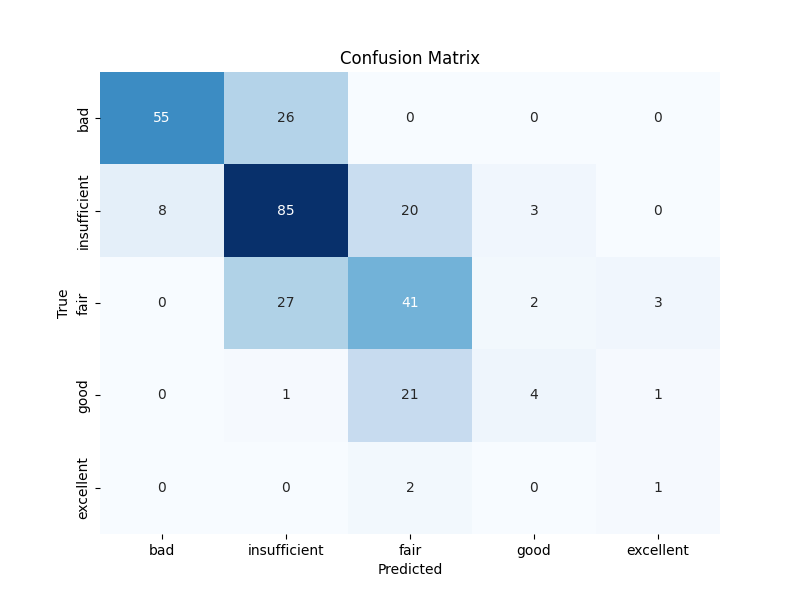 Confusion Matrix
bad 55 26 0 0 0
insufficient 8 85 20 3 0
fair 0 27 41 2 3
good 0 1 21 4 1
excellent 0 0 2 0 1
True
bad insufficient fair good excellent
Predicted